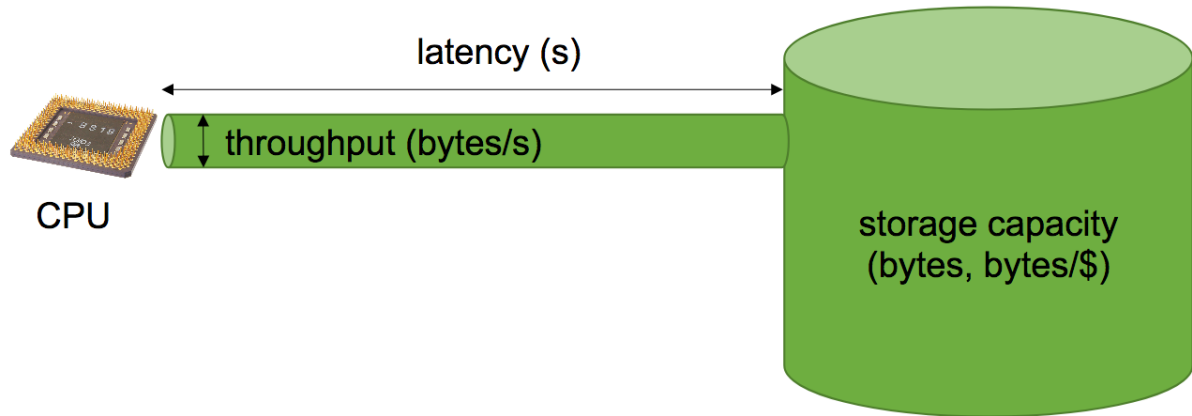 latency (s)
throughput (bytes/s)
CPU
storage capacity
(bytes, bytes/$)